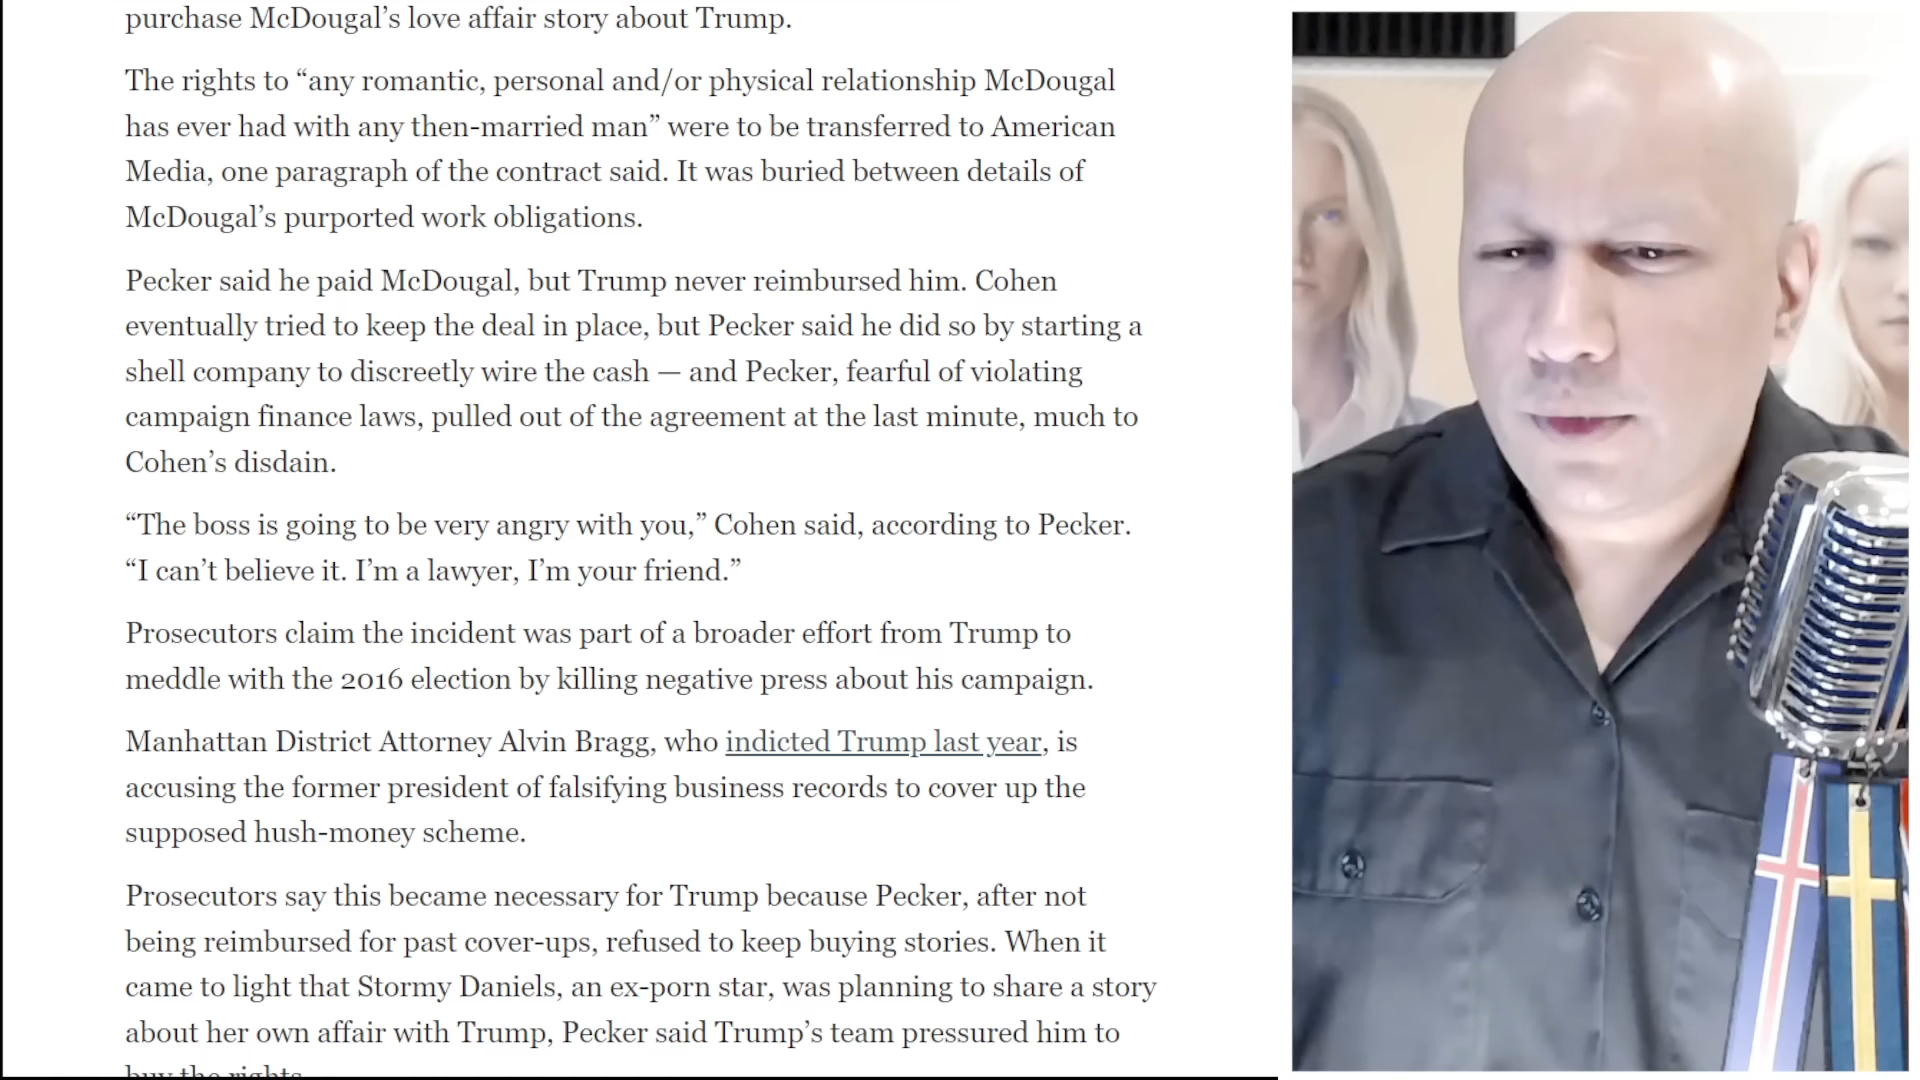 purchase McDougal’s love affair story about Trump.
The rights to “any romantic, personal and/or physical relationship McDougal
has ever had with any then-married man” were to be transferred to American
Media, one paragraph of the contract said. It was buried between details of
McDougal’s purported work obligations.
Pecker said he paid McDougal, but Trump never reimbursed him. Cohen
eventually tried to keep the deal in place, but Pecker said he did so by starting a
shell company to discreetly wire the cash — and Pecker, fearful of violating
campaign finance laws, pulled out of the agreement at the last minute, much to
Cohen’s disdain.
“The boss is going to be very angry with you,” Cohen said, according to Pecker.
“I can’t believe it. I’m a lawyer, I’m your friend.”
Prosecutors claim the incident was part of a broader effort from Trump to
meddle with the 2016 election by killing negative press about his campaign.
Manhattan District Attorney Alvin Bragg, who indicted Trump last year, is
accusing the former president of falsifying business records to cover up the
supposed hush-money scheme.
Prosecutors say this became necessary for Trump because Pecker, after not
being reimbursed for past cover-ups, refused to keep buying stories. When it
came to light that Stormy Daniels, an ex-porn star, was planning to share a story
about her own affair with Trump, Pecker said Trump’s team pressured him to
buy the rights.